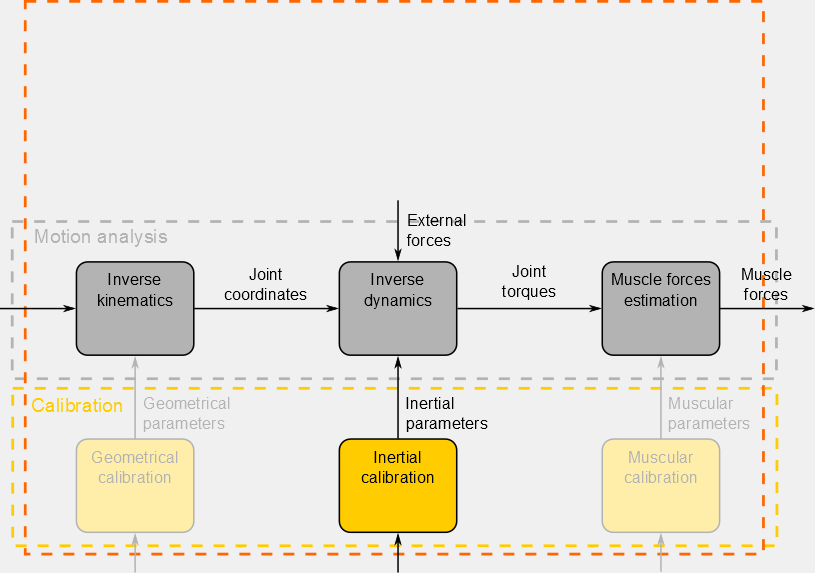 External
forces
Motion analysis
Inverse
kinematics
Joint
coordinates
Inverse
dynamics
Joint
torques
Muscle forces
estimation
Muscle
forces
Calibration
Geometrical
parameters
Inertial
parameters
Muscular
parameters
Geometrical
calibration
Inertial
calibration
Muscular
calibration